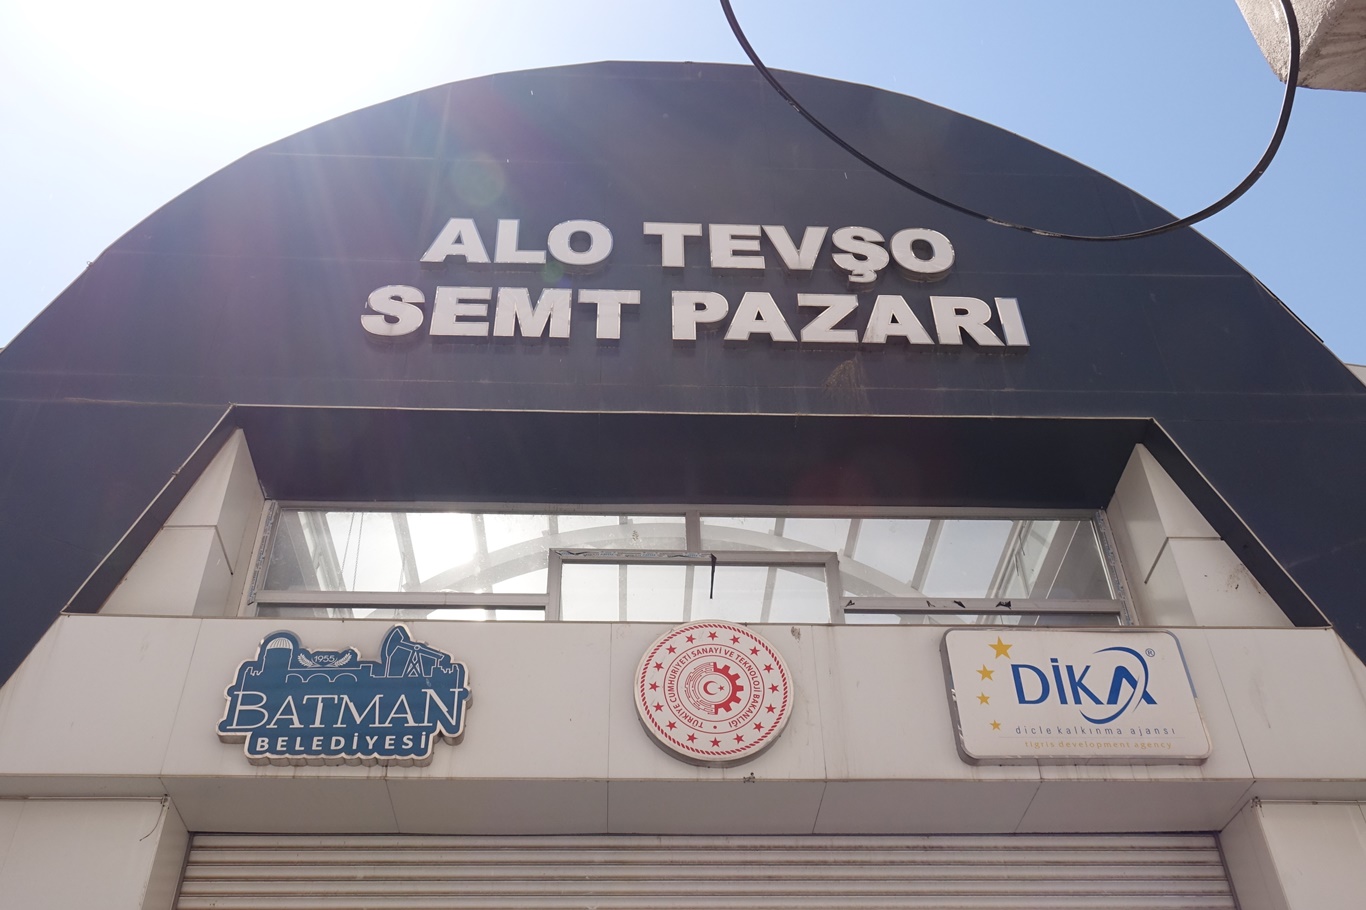 ALO TEVŞO
SEMT PAZARI
1955
BATMAN
BELEDİYESİ
TÜRKİYE CUMHURİYETİ SANAYİ VE TEKNOLOJİ BAKANLIĞI
DİKA®
dicle kalkınma ajansı
tigris development agency